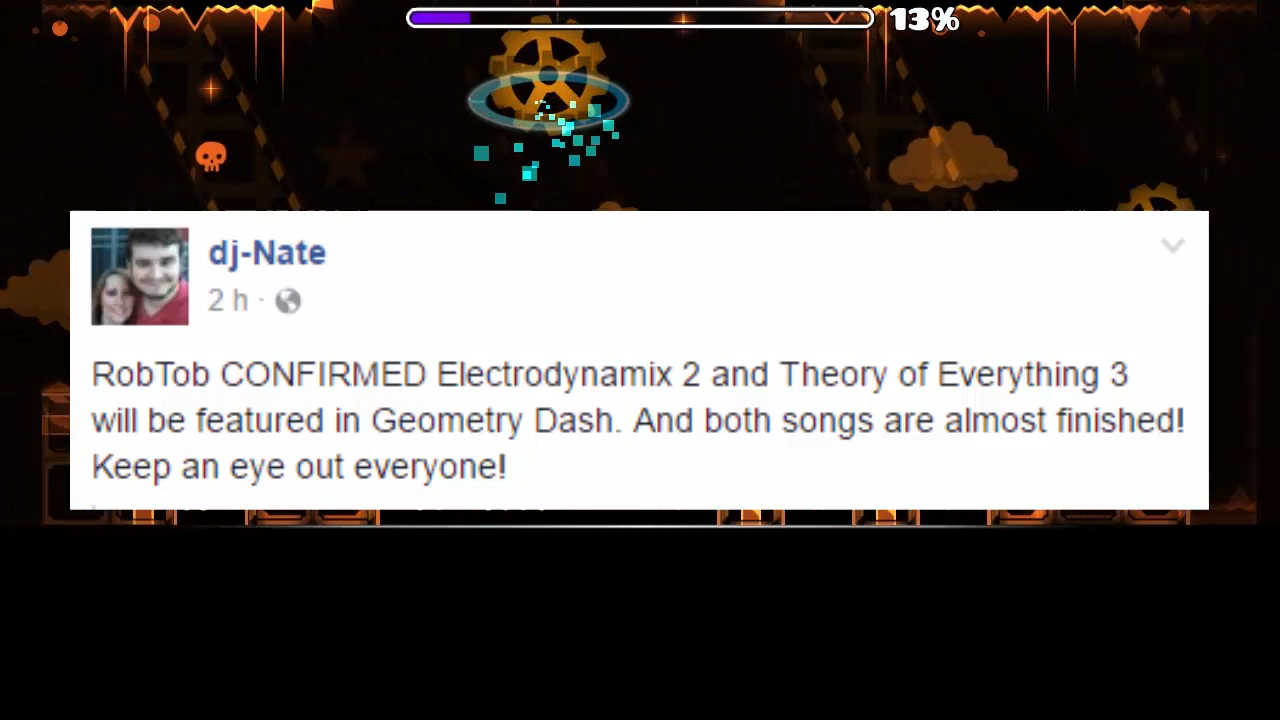 13%
dj-Nate
2 h ·
RobTob CONFIRMED Electrodynamix 2 and Theory of Everything 3
will be featured in Geometry Dash. And both songs are almost finished!
Keep an eye out everyone!